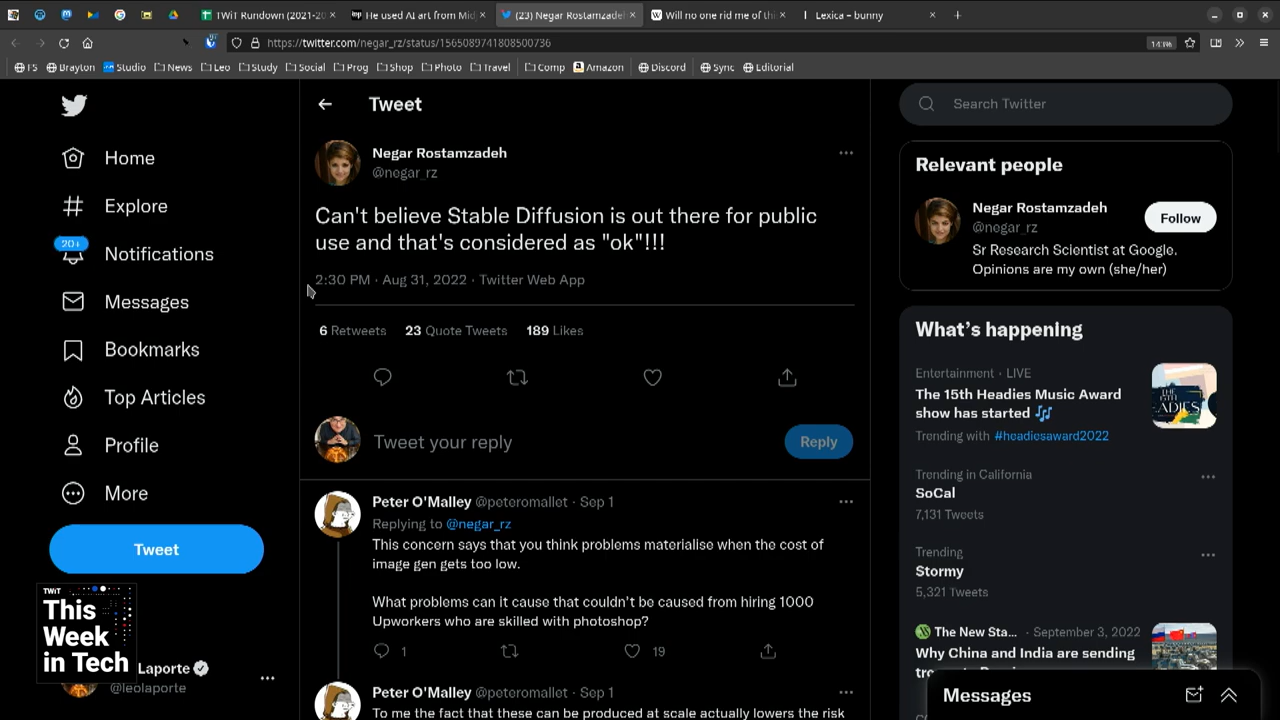 TWiT Rundown (2021-20
He used AI art from Mid
(23) Negar Rostamzadeh
Will no one rid me of thi
Lexica – bunny
https://twitter.com/negar_rz/status/1565089741808500736
143%
FS
Brayton
Studio
News
Leo
Study
Social
Prog
Shop
Photo
Travel
Comp
Amazon
Discord
Sync
Editorial
Home
Explore
20+
Notifications
Messages
Bookmarks
Top Articles
Profile
More
Tweet
TWiT
This
Week
in Tech
Laporte
@leolaporte
Tweet
Negar Rostamzadeh
@negar_rz
Can't believe Stable Diffusion is out there for public
use and that's considered as "ok"!!!
2:30 PM · Aug 31, 2022 · Twitter Web App
6 Retweets 23 Quote Tweets 189 Likes
Tweet your reply
Reply
Peter O'Malley @peteromallet · Sep 1
Replying to @negar_rz
This concern says that you think problems materialise when the cost of
image gen gets too low.
What problems can it cause that couldn't be caused from hiring 1000
Upworkers who are skilled with photoshop?
1
19
Peter O'Malley @peteromallet · Sep 1
To me the fact that these can be produced at scale actually lowers the risk
Search Twitter
Relevant people
Negar Rostamzadeh
@negar_rz
Follow
Sr Research Scientist at Google.
Opinions are my own (she/her)
What's happening
Entertainment · LIVE
The 15th Headies Music Award
show has started
Trending with #headiesaward2022
Trending in California
SoCal
7,131 Tweets
Trending
Stormy
5,321 Tweets
The New Sta... · September 3, 2022
Why China and India are sending
Messages